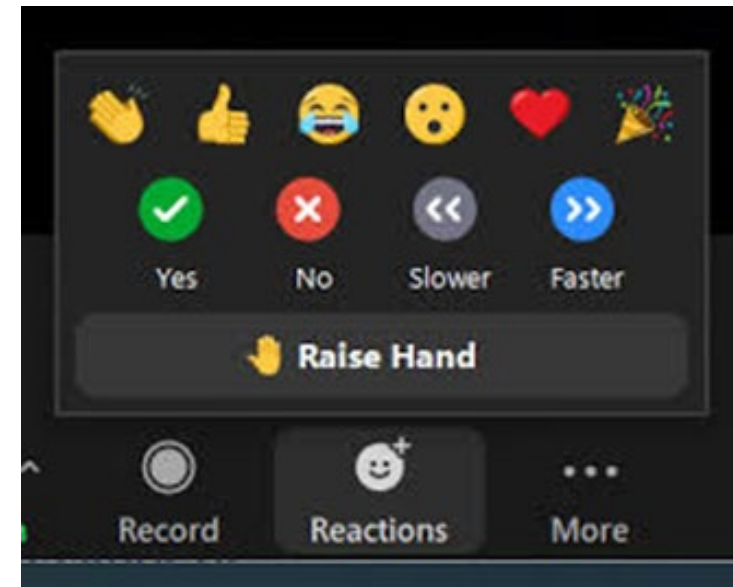 Yes No Slower Faster
Raise Hand
Record Reactions More